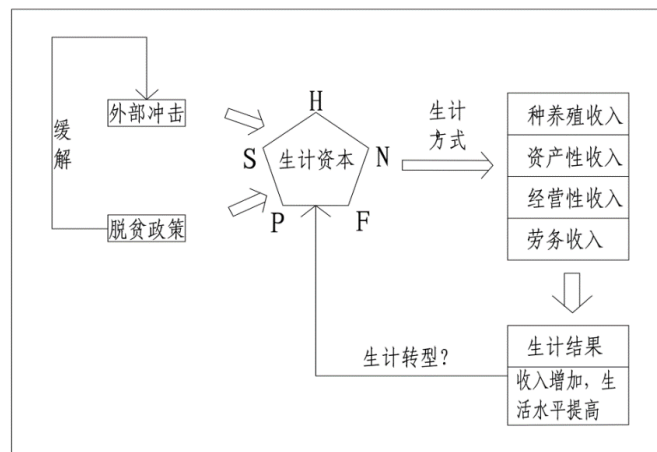 外部冲击
缓解
脱贫政策
H
S
生计资本
N
P
F
生计
方式
种养殖收入
资产性收入
经营性收入
劳务收入
生计转型?
生计结果
收入增加，生
活水平提高